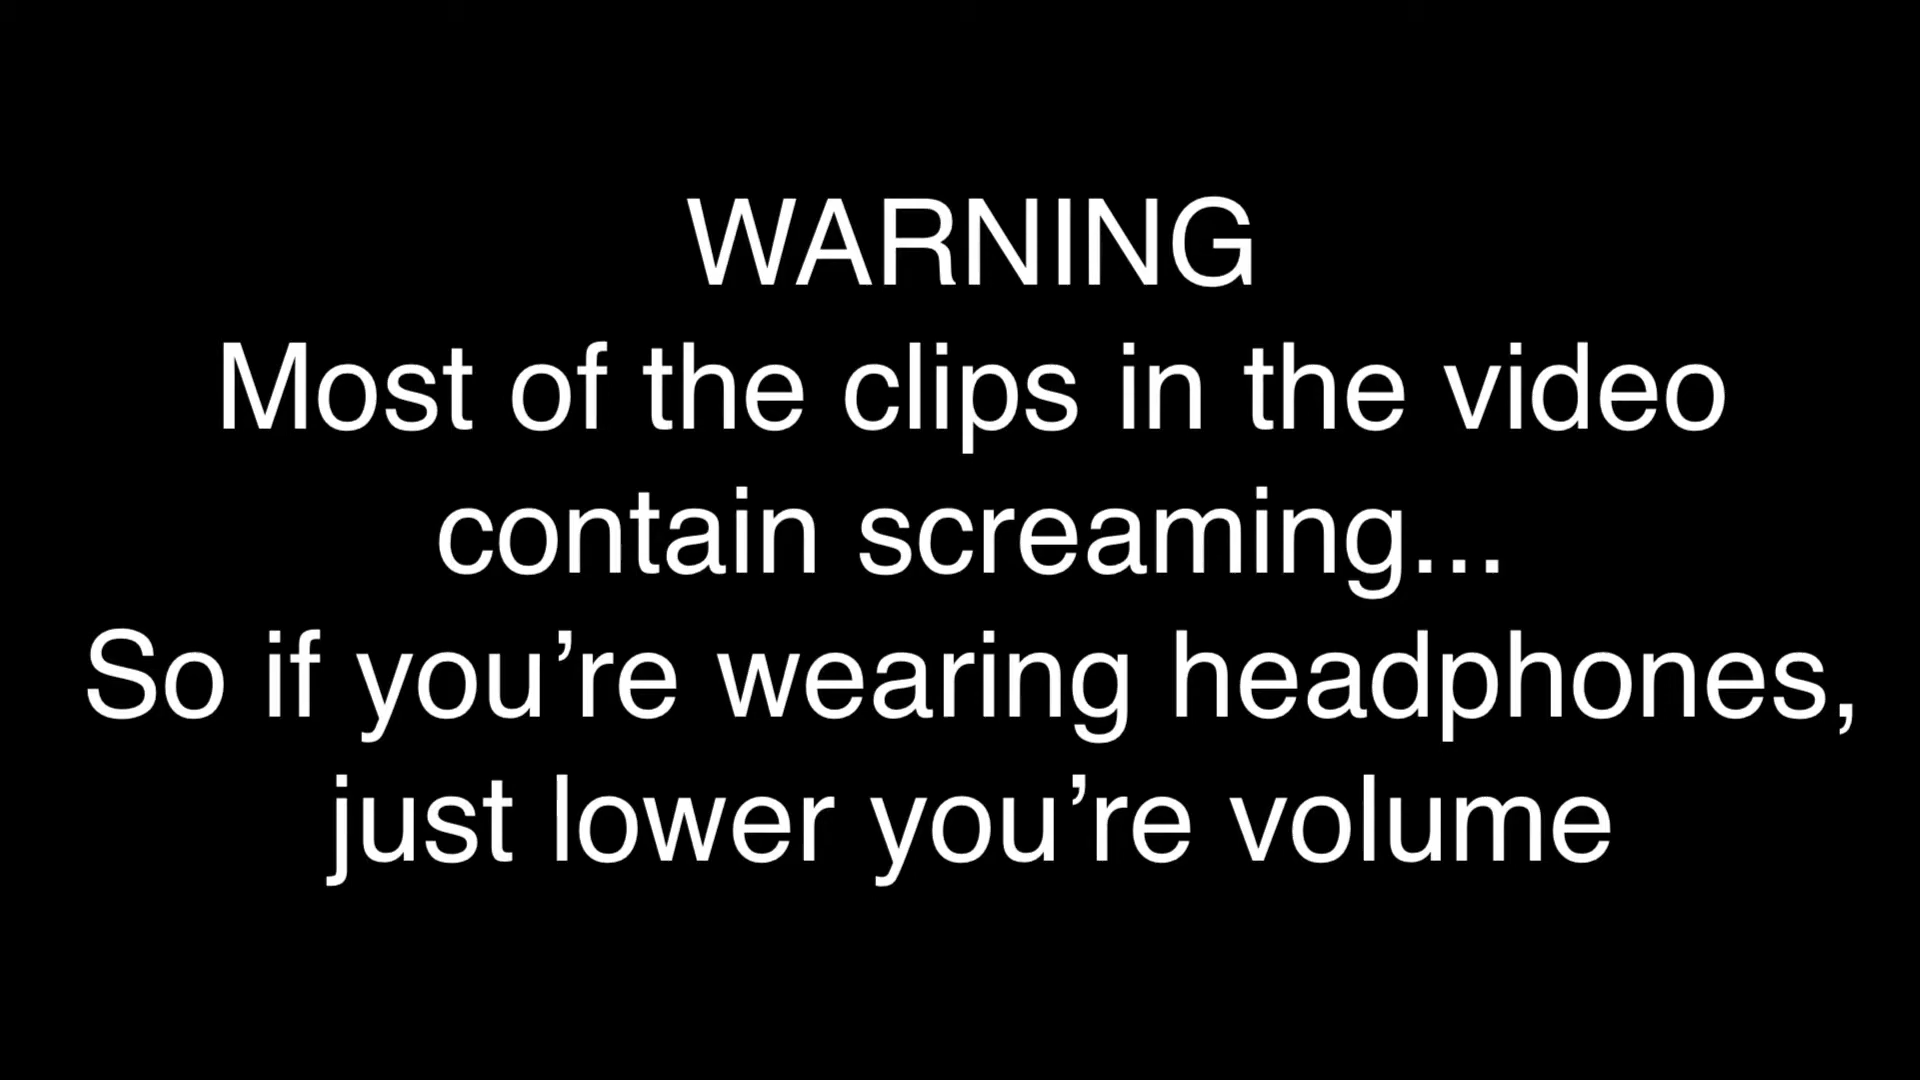 WARNING
Most of the clips in the video
contain screaming...
So if you’re wearing headphones,
just lower you’re volume